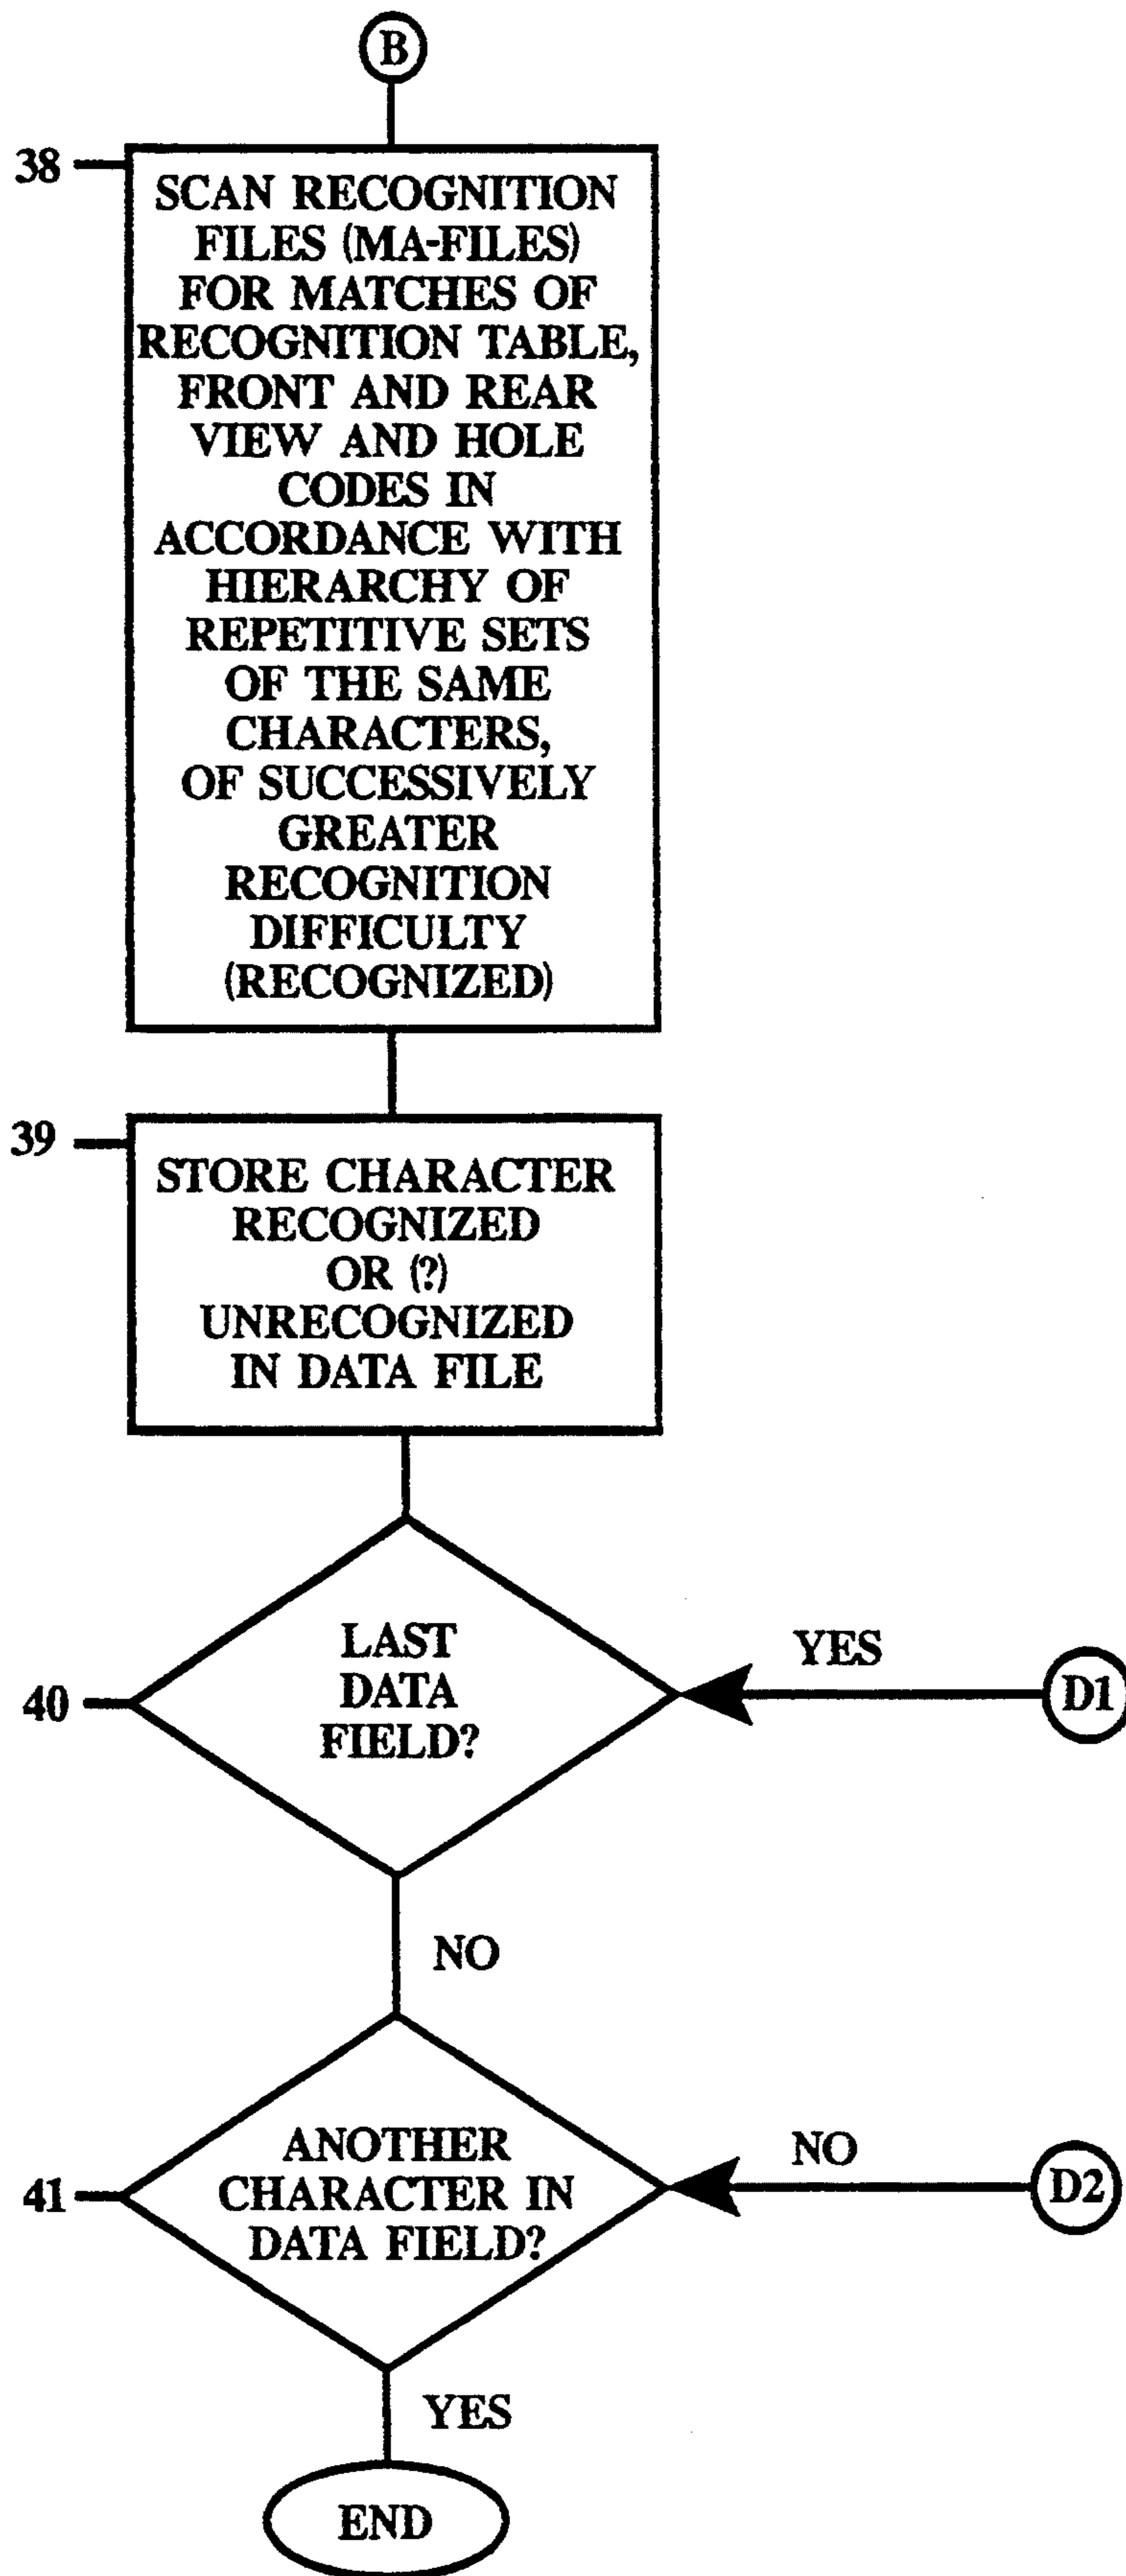 B
38
SCAN RECOGNITION
FILES (MA-FILES)
FOR MATCHES OF
RECOGNITION TABLE,
FRONT AND REAR
VIEW AND HOLE
CODES IN
ACCORDANCE WITH
HIERARCHY OF
REPETITIVE SETS
OF THE SAME
CHARACTERS,
OF SUCCESSIVELY
GREATER
RECOGNITION
DIFFICULTY
(RECOGNIZED)
39
STORE CHARACTER
RECOGNIZED
OR (?)
UNRECOGNIZED
IN DATA FILE
40
LAST
DATA
FIELD?
YES
D1
NO
41
ANOTHER
CHARACTER IN
DATA FIELD?
NO
D2
YES
END